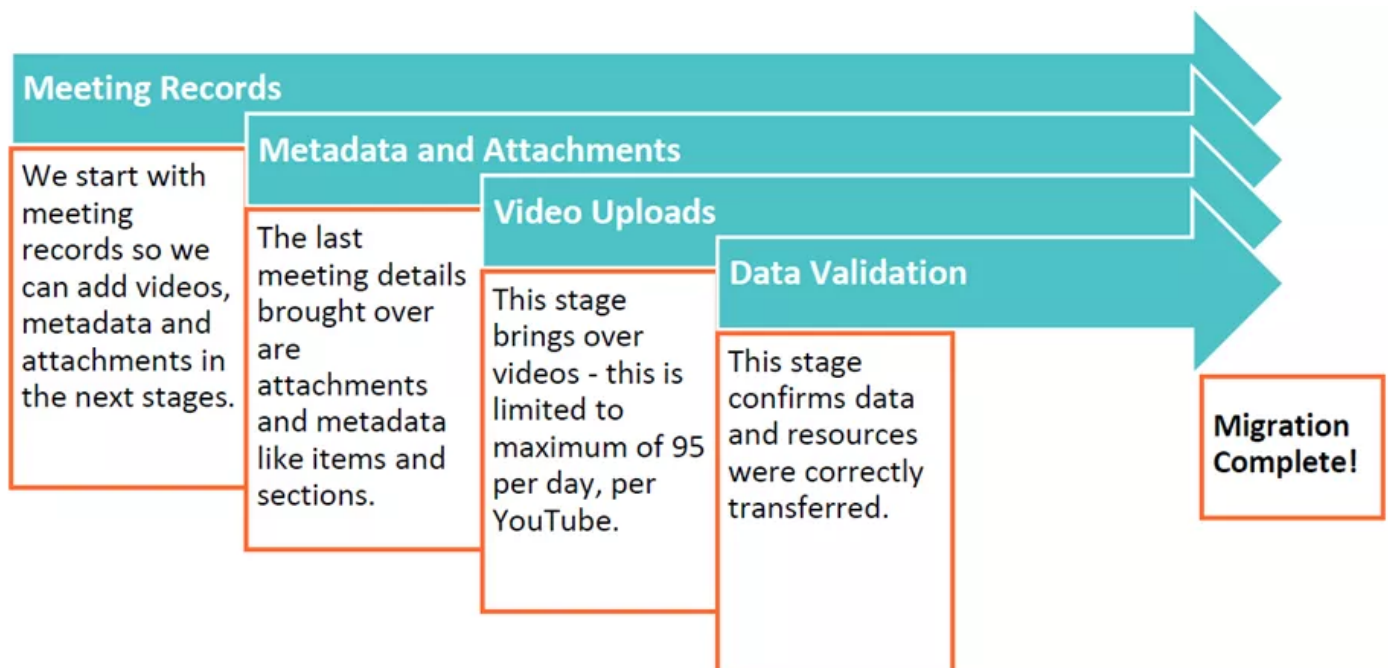 Meeting Records
We start with
meeting
records so we
can add videos,
metadata and
attachments in
the next stages.
Metadata and Attachments
The last
meeting details
brought over
are
attachments
and metadata
like items and
sections.
Video Uploads
This stage
brings over
videos - this is
limited to
maximum of 95
per day, per
YouTube.
Data Validation
This stage
confirms data
and resources
were correctly
transferred.
Migration
Complete!